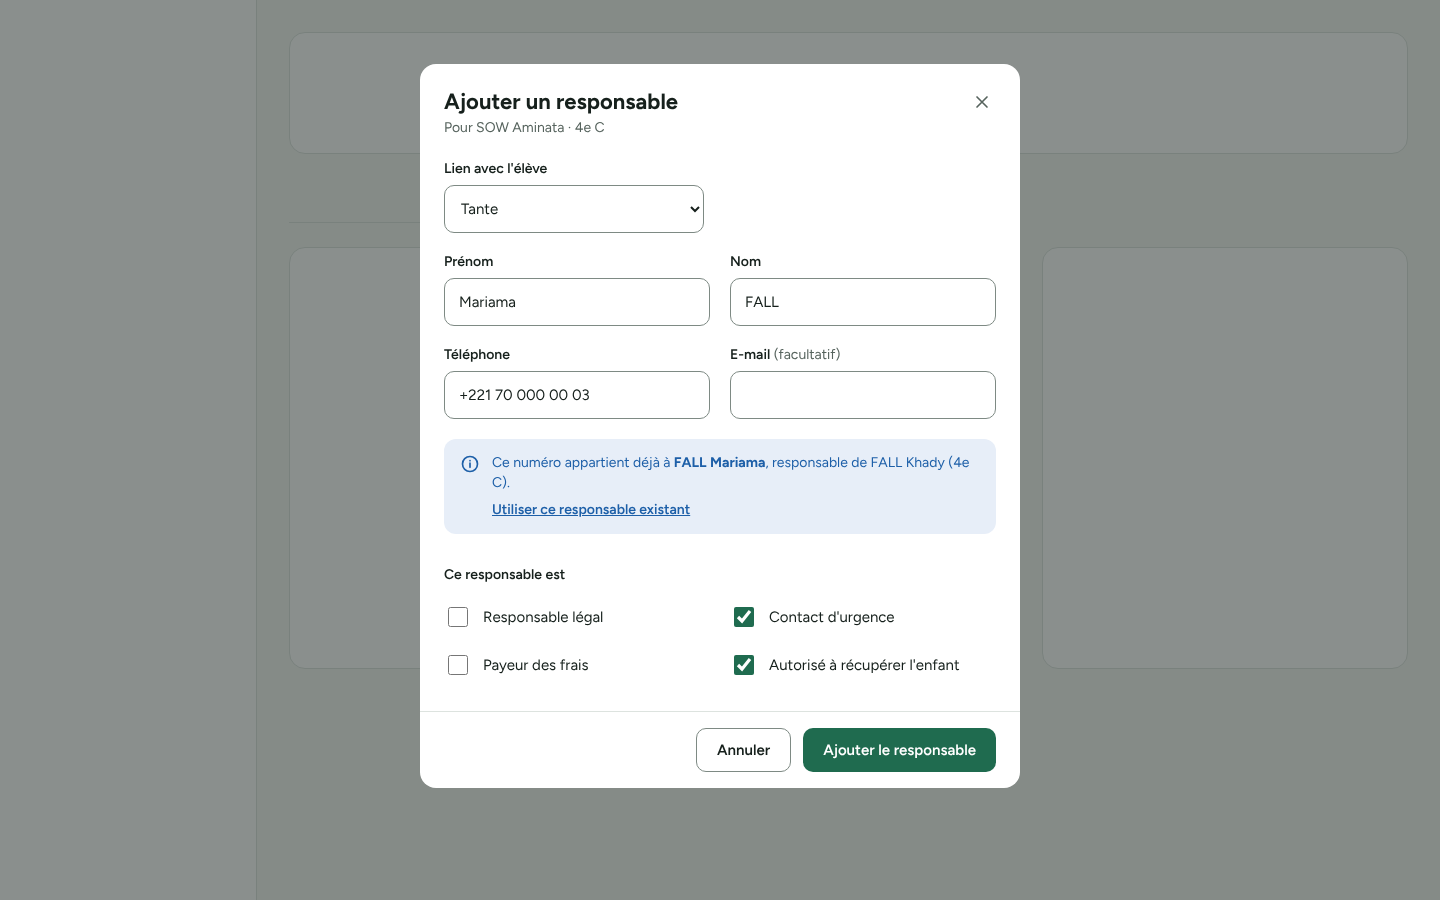 Ajouter un responsable
Pour SOW Aminata · 4e C
Lien avec l'élève
Tante
Prénom
Nom
Mariama
FALL
Téléphone
E-mail (facultatif)
+221 70 000 00 03
Ce numéro appartient déjà à FALL Mariama, responsable de FALL Khady (4e
C).
Utiliser ce responsable existant
Ce responsable est
Responsable légal
Contact d'urgence
Payeur des frais
Autorisé à récupérer l'enfant
Annuler
Ajouter le responsable